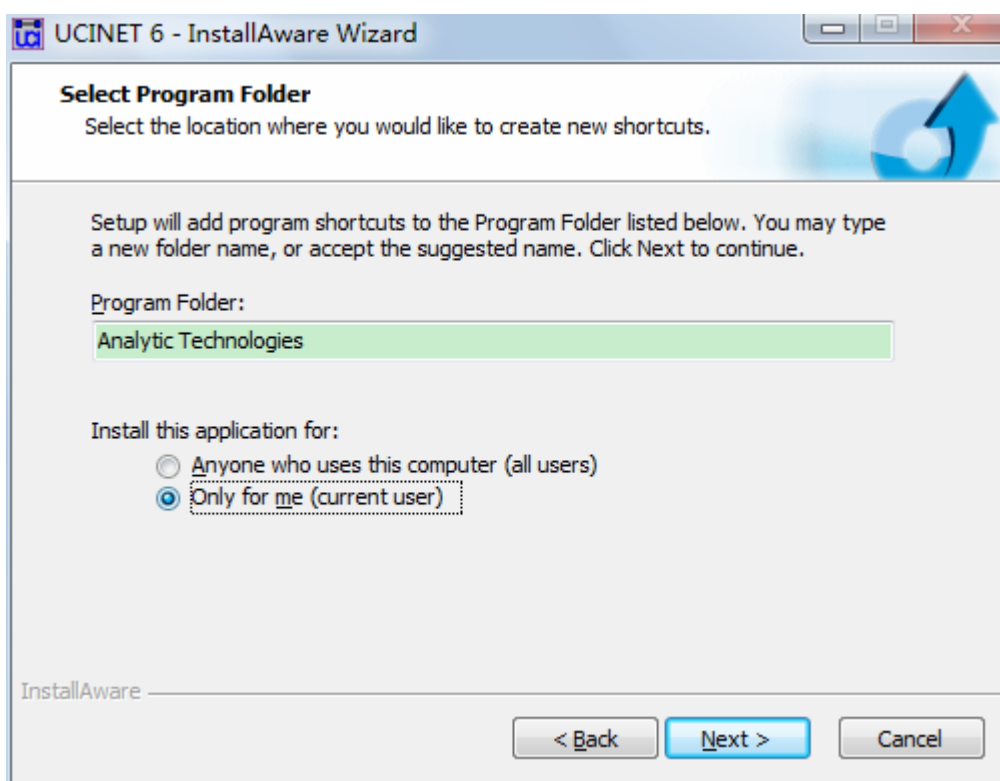 UCINET 6 - InstallAware Wizard
Select Program Folder
Select the location where you would like to create new shortcuts.
Setup will add program shortcuts to the Program Folder listed below. You may type
a new folder name, or accept the suggested name. Click Next to continue.
Program Folder:
Analytic Technologies
Install this application for:
Anyone who uses this computer (all users)
Only for me (current user)
InstallAware
< Back Next > Cancel